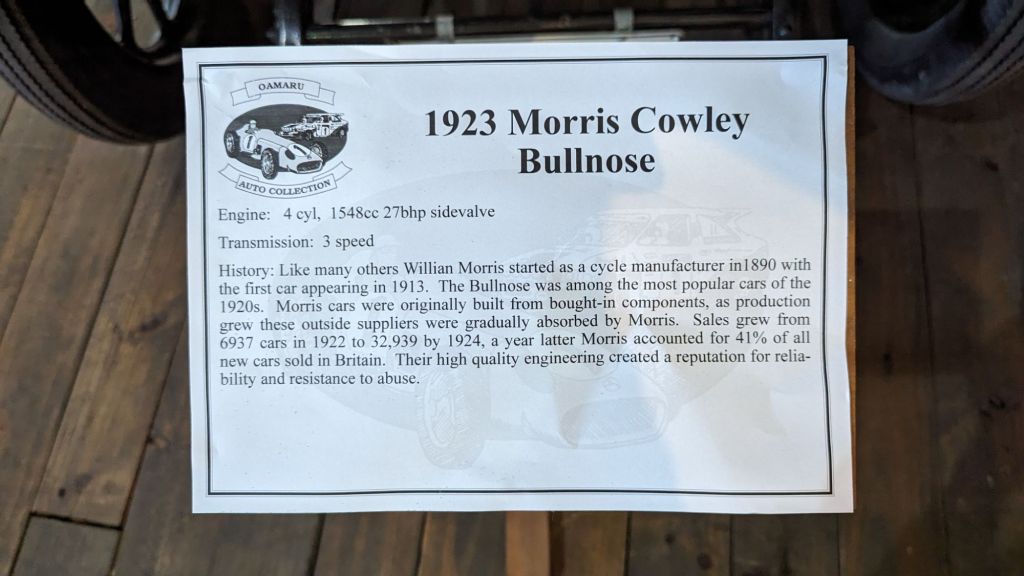 OAMARU
AUTO COLLECTION
1923 Morris Cowley
Bullnose
Engine: 4 cyl, 1548cc 27bhp sidevalve
Transmission: 3 speed
History: Like many others Willian Morris started as a cycle manufacturer in1890 with
the first car appearing in 1913. The Bullnose was among the most popular cars of the
1920s. Morris cars were originally built from bought-in components, as production
grew these outside suppliers were gradually absorbed by Morris. Sales grew from
6937 cars in 1922 to 32,939 by 1924, a year latter Morris accounted for 41% of all
new cars sold in Britain. Their high quality engineering created a reputation for relia-
bility and resistance to abuse.